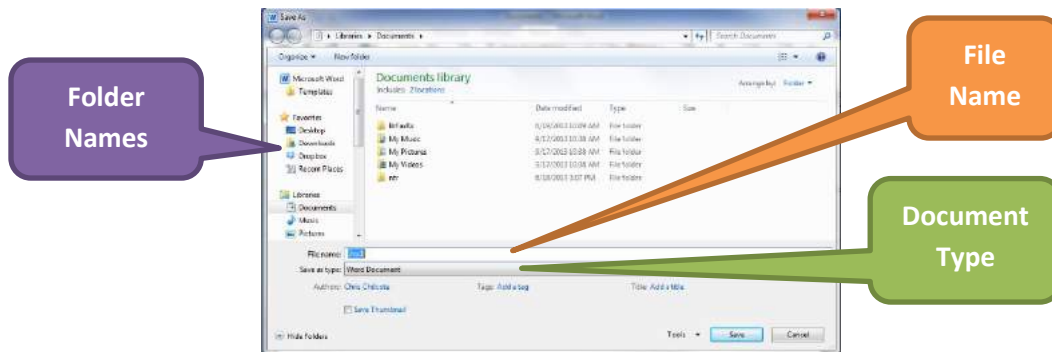 Save As
Libraries ▸ Documents ▸
Search Documents
Organize
New folder
Microsoft Word
Templates
Favorites
Desktop
Downloads
Dropbox
Recent Places
Libraries
Documents
Music
Pictures
Documents library
Includes: 2 locations
Arrange by: Folder
Name
Date modified
Type
Size
File folder
My Music
File folder
My Pictures
File folder
My Videos
File folder
File folder
File name:
Save as type: Word Document
Authors:
Tags: Add a tag
Title: Add a title
Save Thumbnail
Hide Folders
Tools
Save
Cancel
Folder
Names
File
Name
Document
Type